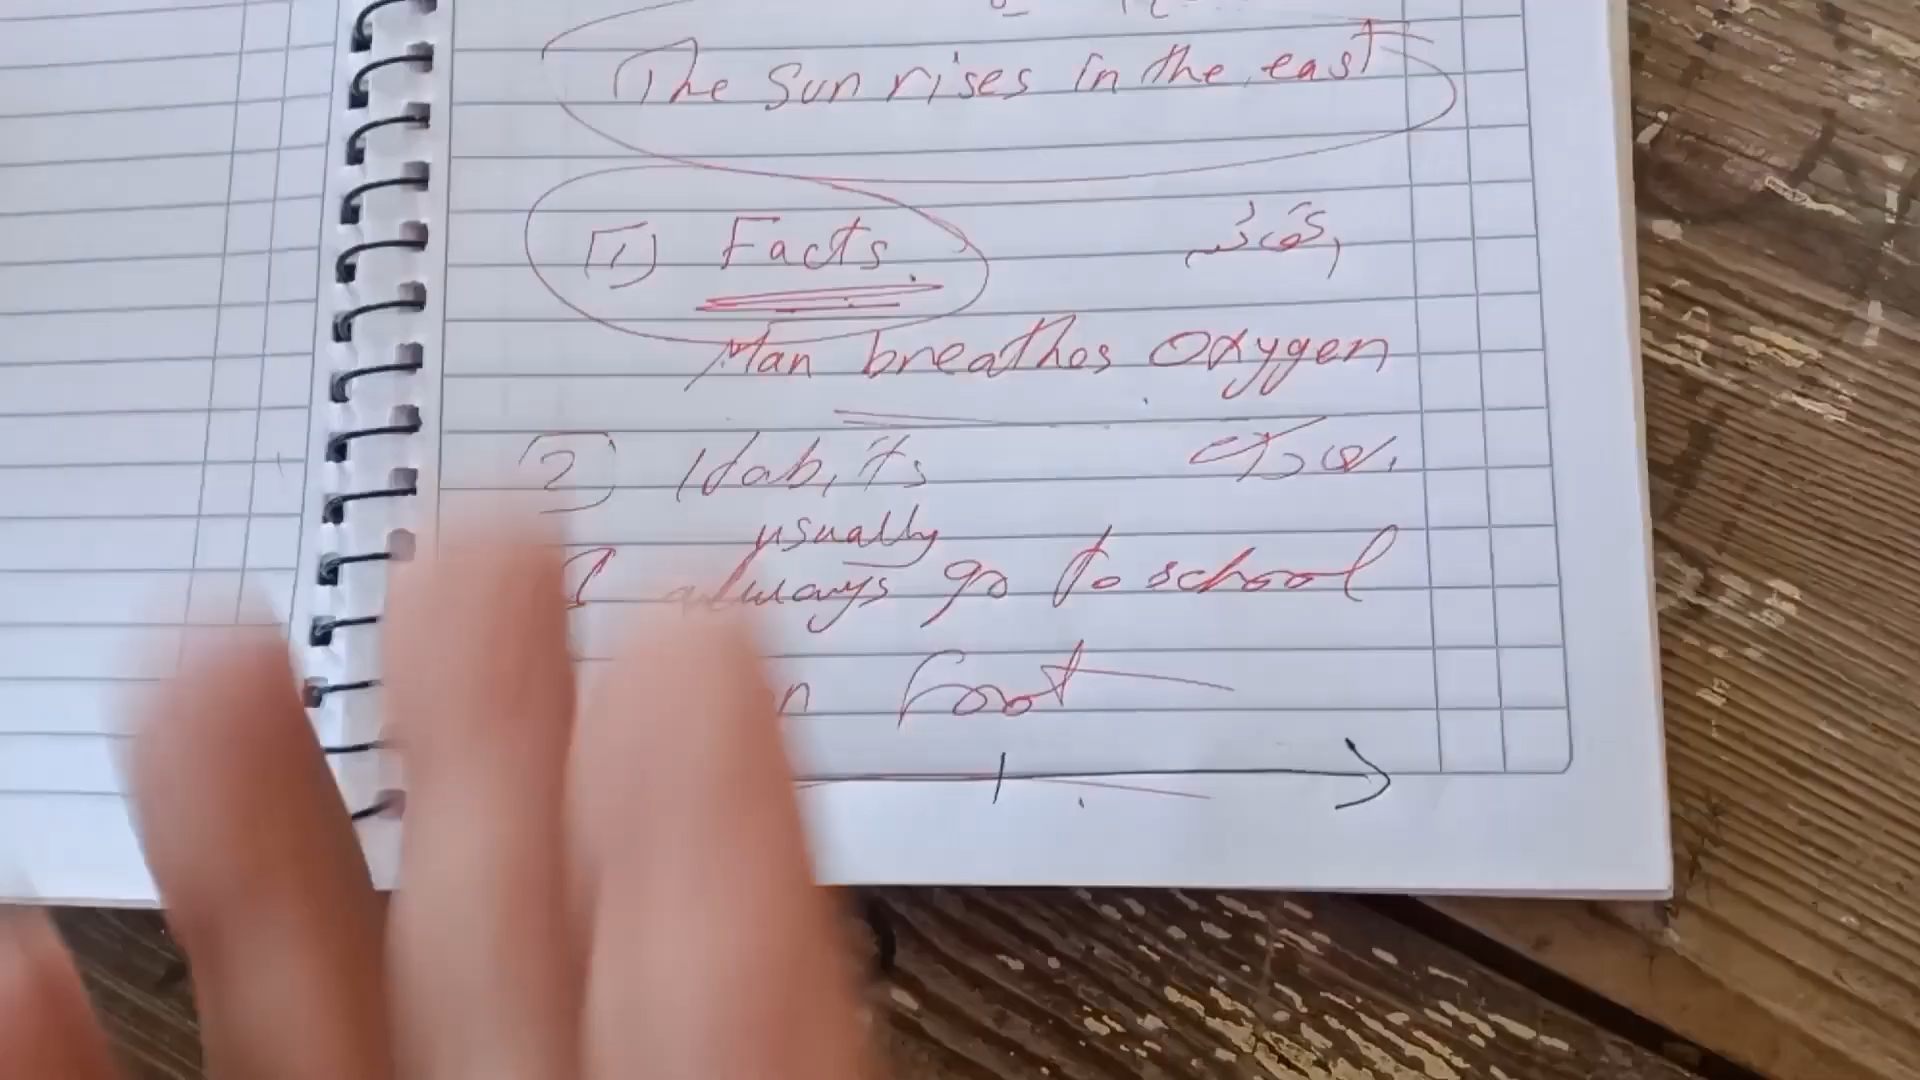 The Sun rises in the east
(1) Facts حقائق
Man breathes Oxygen
(2) Habits
usually
I always go to school
on foot